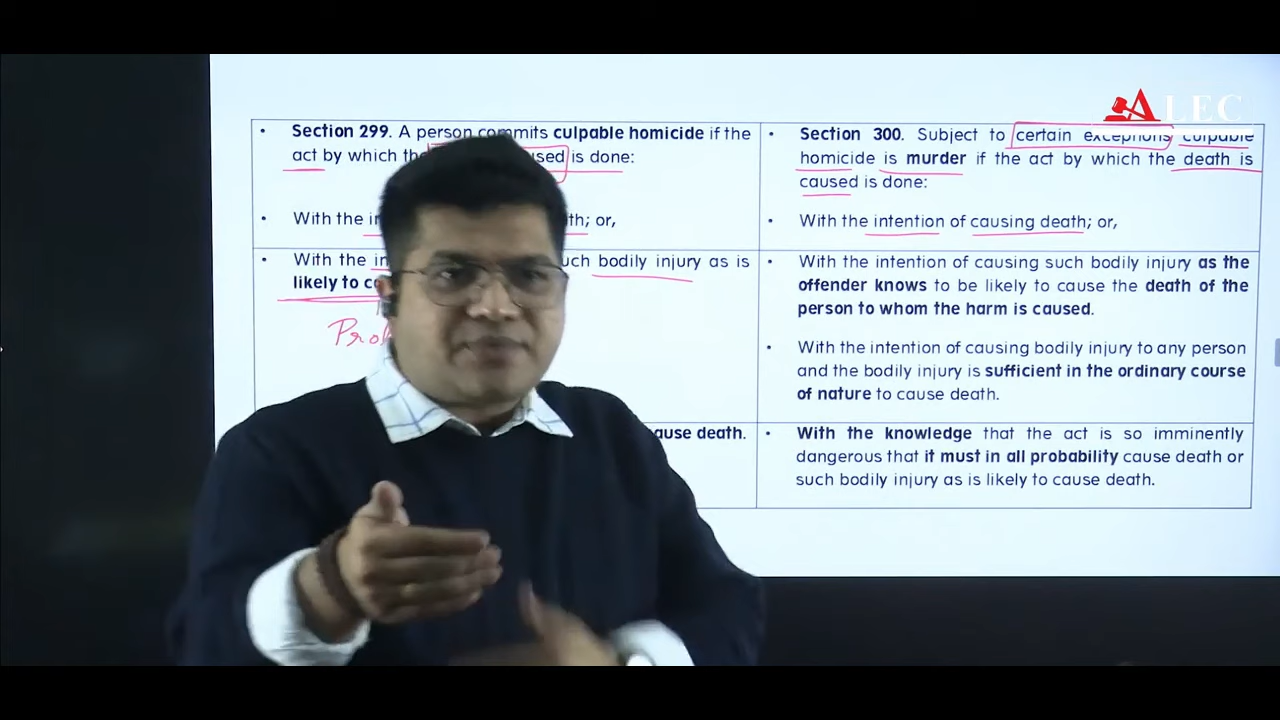 ALEC
• Section 299. A person commits culpable homicide if the
act by which the
is done:
• With the
or,
• With the
such bodily injury as is
likely to
cause death.
• Section 300. Subject to certain exceptions culpable
homicide is murder if the act by which the death is
caused is done:
• With the intention of causing death; or,
• With the intention of causing such bodily injury as the
offender knows to be likely to cause the death of the
person to whom the harm is caused.
• With the intention of causing bodily injury to any person
and the bodily injury is sufficient in the ordinary course
of nature to cause death.
• With the knowledge that the act is so imminently
dangerous that it must in all probability cause death or
such bodily injury as is likely to cause death.